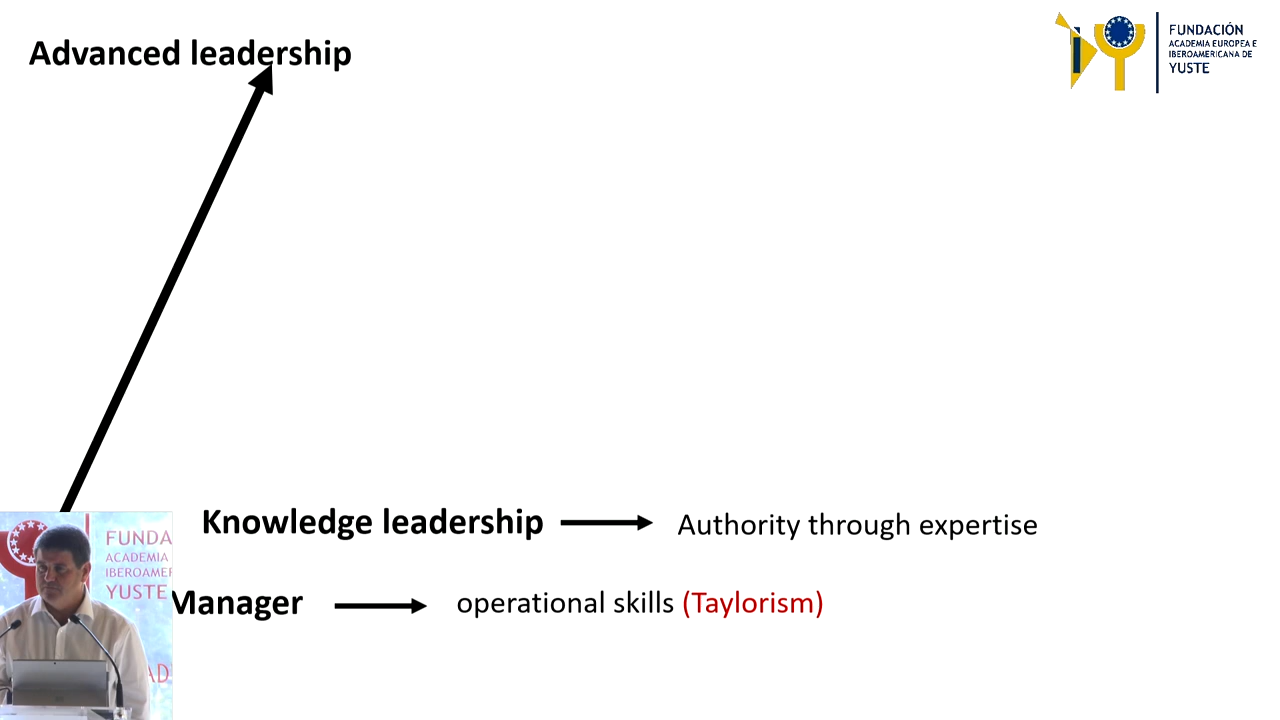 Advanced leadership
FUNDACIÓN
ACADEMIA EUROPEA E
IBEROAMERICANA DE
YUSTE
Knowledge leadership
Authority through expertise
Manager
operational skills (Taylorism)
FUNDA
ACADEMIA
IBEROAMER
YUSTE
AD